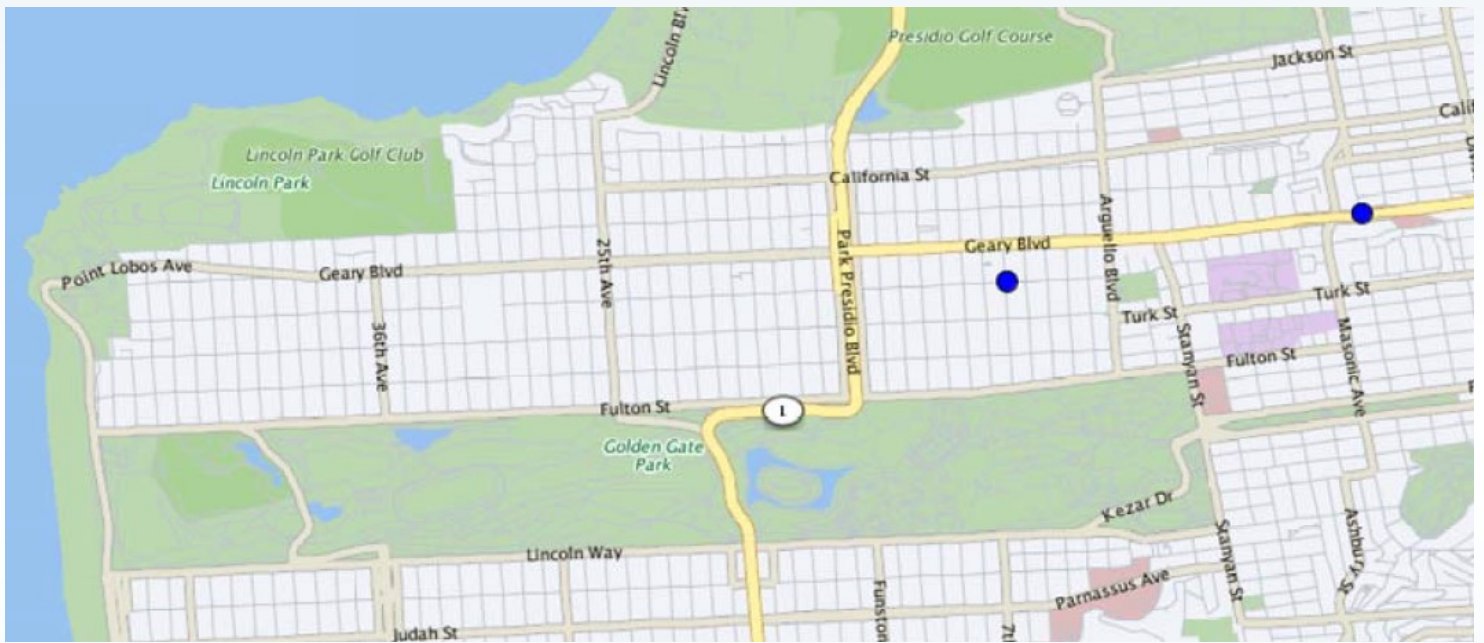 Lincoln Blv
Presidio Golf Course
Jackson St
Calif
Lincoln Park Golf Club
Lincoln Park
California St
Arguello Blvd
Geary Blvd
Park Presidio Blvd
25th Ave
Point Lobos Ave
Geary Blvd
36th Ave
Turk St
Turk St
Stanyan St
Masonic Ave
Fulton St
Fulton St
1
Golden Gate
Park
Kezar Dr
Lincoln Way
Stanyan St
Ashbury St
Parnassus Ave
Funston
7th
Judah St